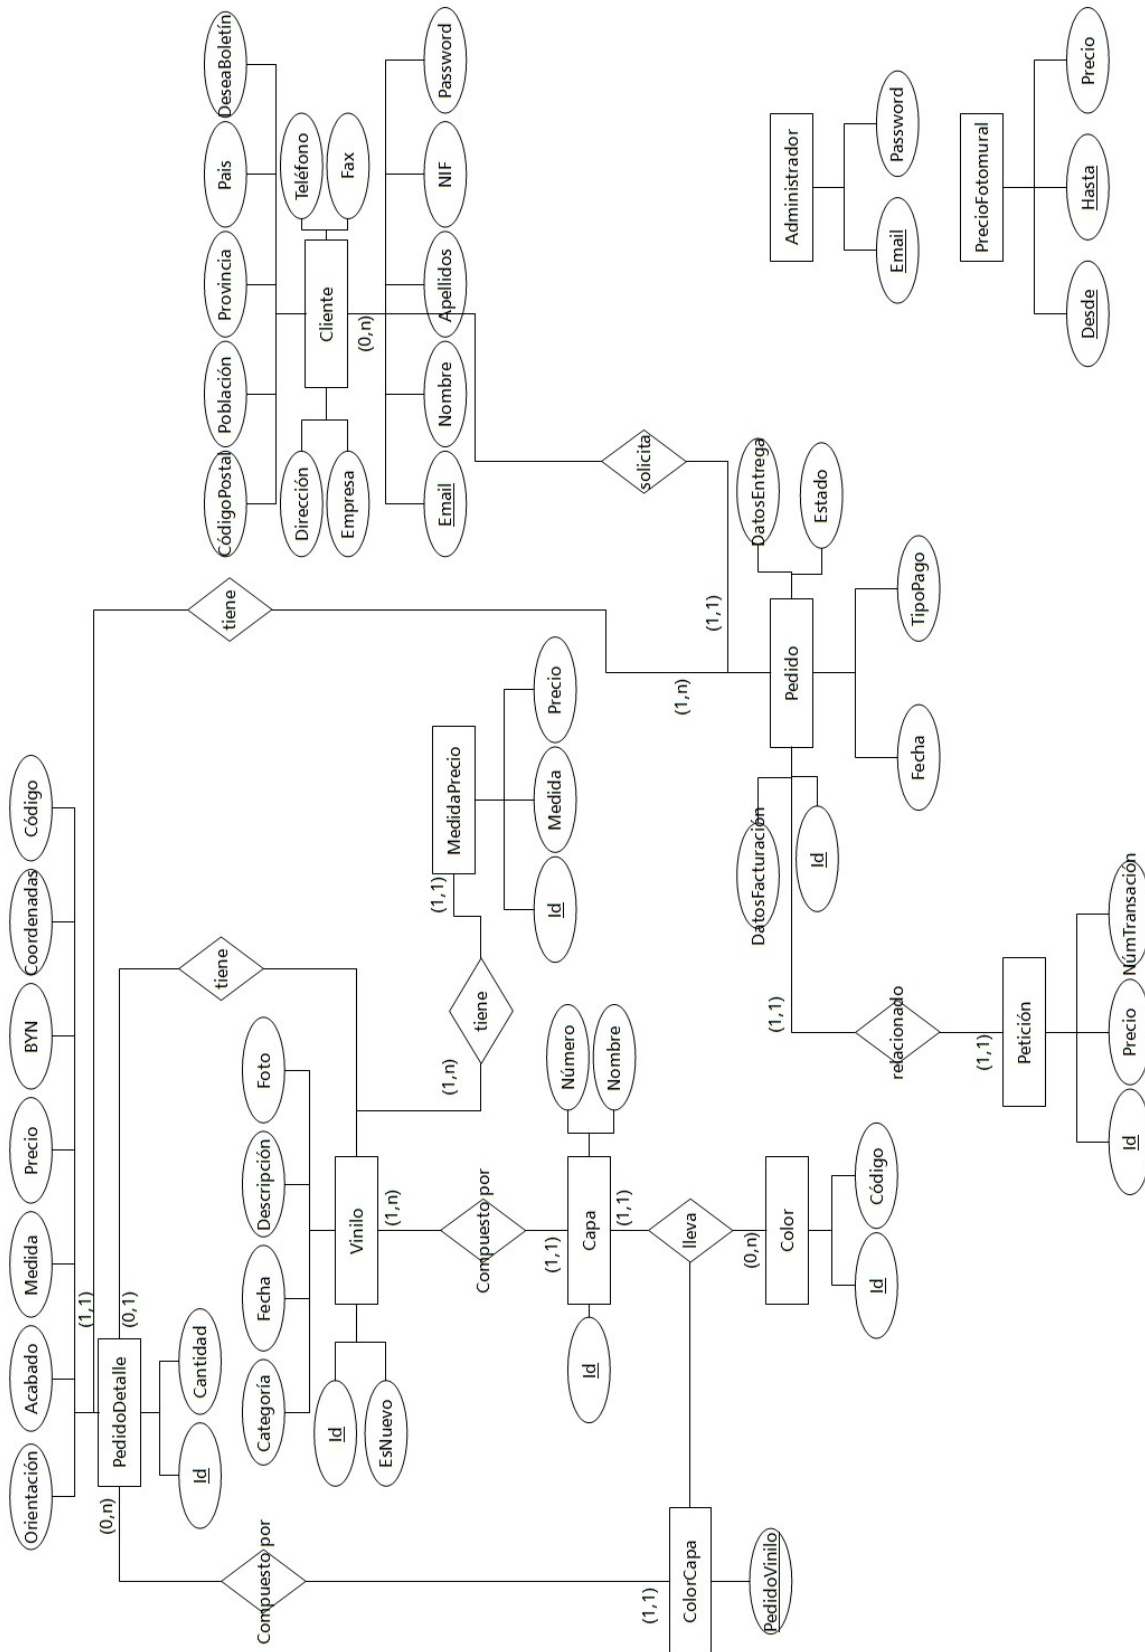 Orientación
Acabado
Medida
Precio
BYN
Coordenadas
Código
(1,1)
PedidoDetalle
(0,n)
(0,1)
Id
Cantidad
tiene
tiene
CódigoPostal
Población
Provincia
Pais
DeseaBoletín
Dirección
Empresa
Cliente
Teléfono
Fax
(0,n)
Email
Nombre
Apellidos
NIF
Password
Categoría
Fecha
Descripción
Foto
Id
EsNuevo
Vinilo
(1,n)
(1,n)
tiene
(1,1)
MedidaPrecio
Id
Medida
Precio
Compuesto por
Compuesto por
(1,1)
Id
Capa
Número
Nombre
(1,1)
lleva
(0,n)
Color
Id
Código
(1,1)
ColorCapa
PedidoVinilo
solicita
(1,1)
(1,n)
Pedido
DatosEntrega
Estado
DatosFacturación
Id
Fecha
TipoPago
(1,1)
relacionado
(1,1)
Petición
Id
Precio
NúmTransación
Administrador
Email
Password
PrecioFotomural
Desde
Hasta
Precio